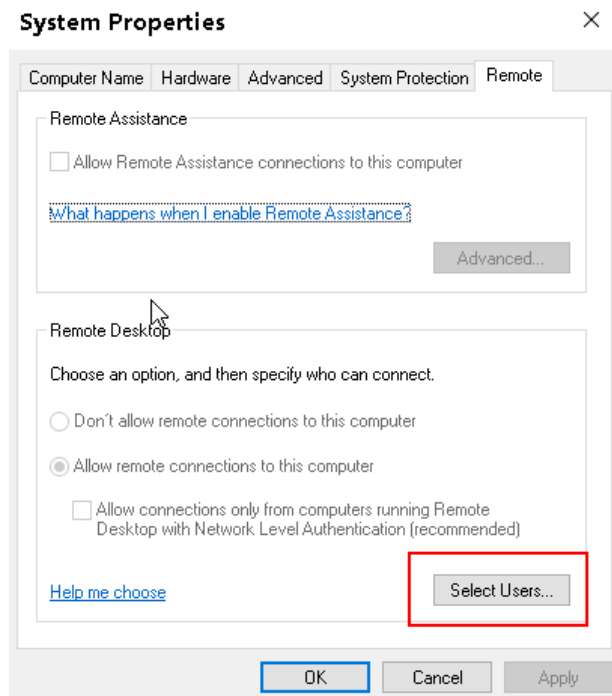 System Properties
Computer Name Hardware Advanced System Protection Remote
Remote Assistance
Allow Remote Assistance connections to this computer
What happens when I enable Remote Assistance?
Advanced...
Remote Desktop
Choose an option, and then specify who can connect.
Don´t allow remote connections to this computer
Allow remote connections to this computer
Allow connections only from computers running Remote
Desktop with Network Level Authentication (recommended)
Help me choose Select Users...
OK Cancel Apply